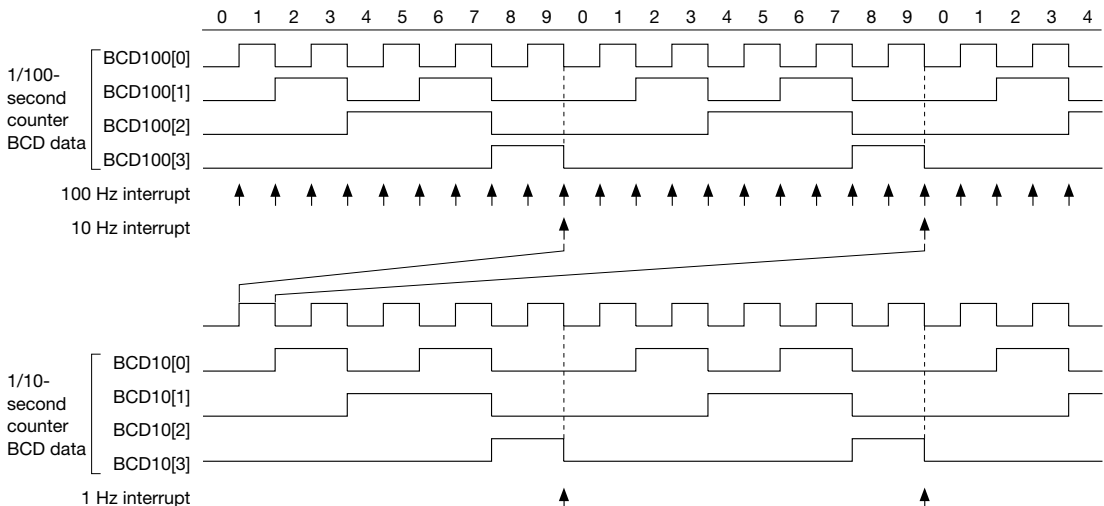 0 1 2 3 4 5 6 7 8 9 0 1 2 3 4 5 6 7 8 9 0 1 2 3 4
BCD100[0]
1/100-
second
counter
BCD data
BCD100[1]
BCD100[2]
BCD100[3]
100 Hz interrupt
10 Hz interrupt
BCD10[0]
1/10-
second
counter
BCD data
BCD10[1]
BCD10[2]
BCD10[3]
1 Hz interrupt